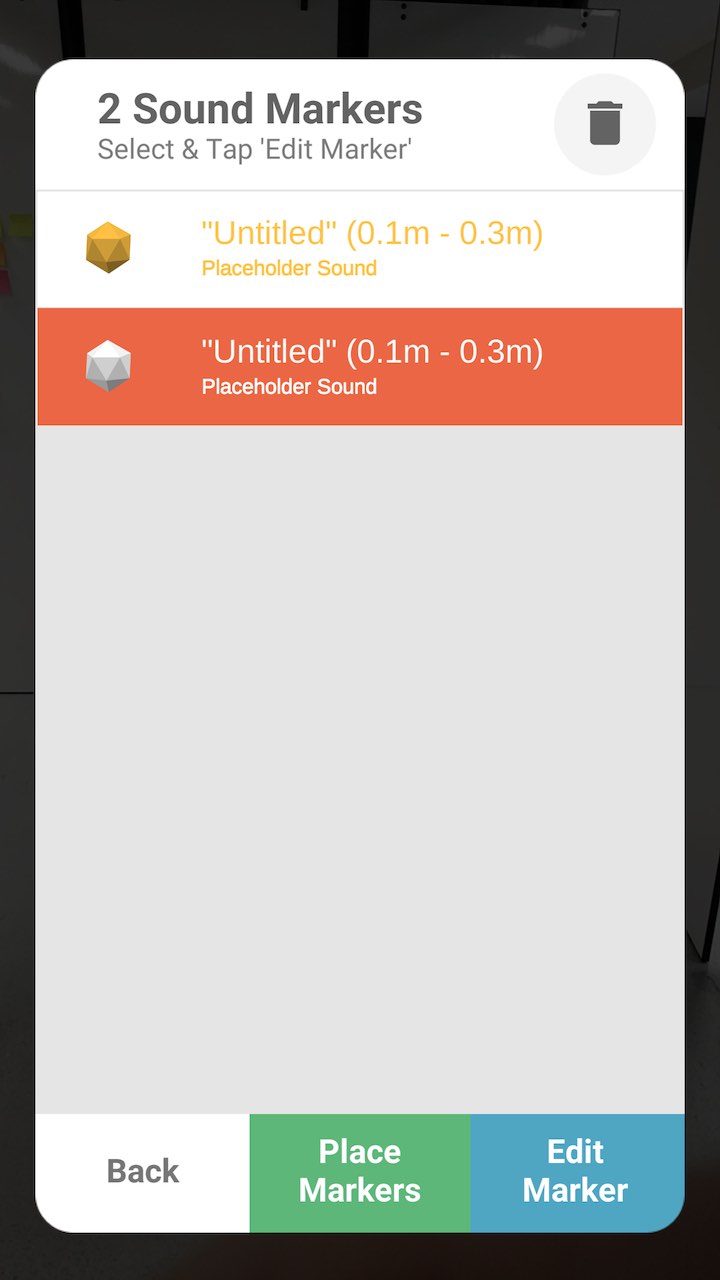 2 Sound Markers
Select & Tap 'Edit Marker'
"Untitled" (0.1m - 0.3m)
Placeholder Sound
"Untitled" (0.1m - 0.3m)
Placeholder Sound
Back
Place
Markers
Edit
Marker